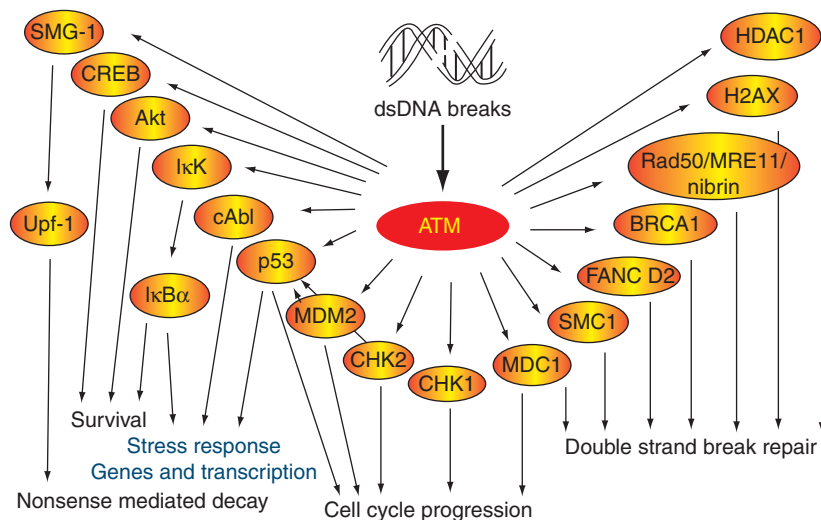 SMG-1
HDAC1
CREB
dsDNA breaks
H2AX
Akt
IκK
Rad50/MRE11/
nibrin
cAbl
Upf-1
ATM
BRCA1
p53
FANC D2
IκBα
MDM2
SMC1
CHK2
MDC1
CHK1
Survival
Stress response
Genes and transcription
Double strand break repair
Nonsense mediated decay
Cell cycle progression